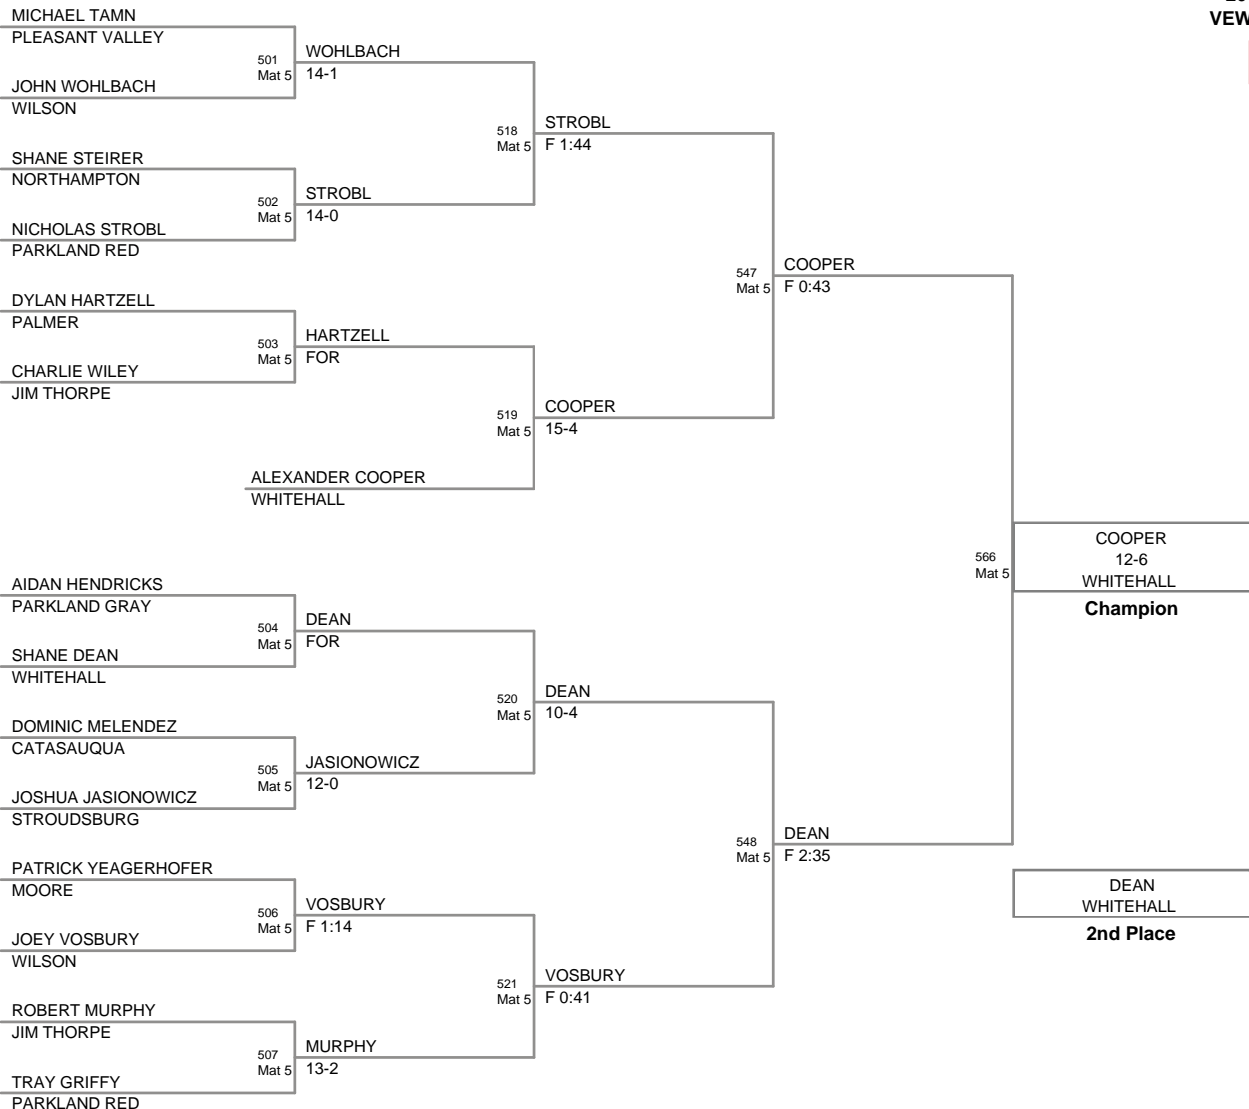 VEW
MICHAEL TAMN
PLEASANT VALLEY
501
Mat 5
WOHLBACH
14-1
JOHN WOHLBACH
WILSON
518
Mat 5
STROBL
F 1:44
SHANE STEIRER
NORTHAMPTON
502
Mat 5
STROBL
14-0
NICHOLAS STROBL
PARKLAND RED
547
Mat 5
COOPER
F 0:43
DYLAN HARTZELL
PALMER
503
Mat 5
HARTZELL
FOR
CHARLIE WILEY
JIM THORPE
519
Mat 5
COOPER
15-4
ALEXANDER COOPER
WHITEHALL
566
Mat 5
COOPER
12-6
WHITEHALL
Champion
AIDAN HENDRICKS
PARKLAND GRAY
504
Mat 5
DEAN
FOR
SHANE DEAN
WHITEHALL
520
Mat 5
DEAN
10-4
DOMINIC MELENDEZ
CATASAUQUA
505
Mat 5
JASIONOWICZ
12-0
JOSHUA JASIONOWICZ
STROUDSBURG
548
Mat 5
DEAN
F 2:35
PATRICK YEAGERHOFER
MOORE
506
Mat 5
VOSBURY
F 1:14
JOEY VOSBURY
WILSON
521
Mat 5
VOSBURY
F 0:41
ROBERT MURPHY
JIM THORPE
507
Mat 5
MURPHY
13-2
TRAY GRIFFY
PARKLAND RED
DEAN
WHITEHALL
2nd Place